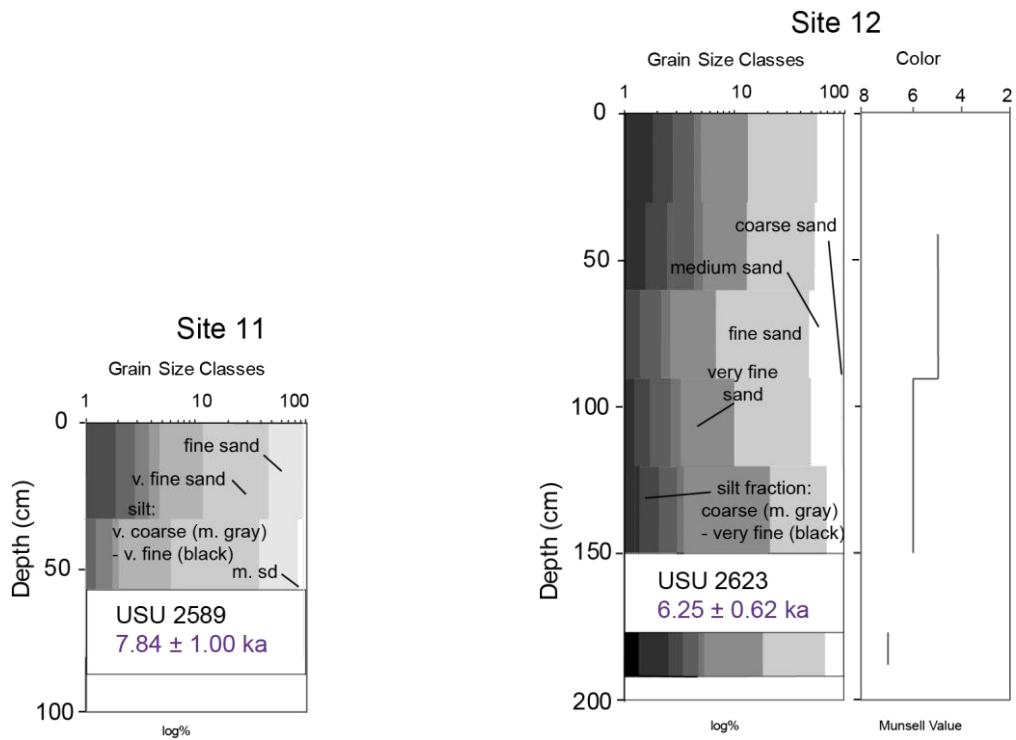 Site 12
Grain Size Classes
Color
1 10 100
8 6 4 2
0
50
100
150
200
Depth (cm)
coarse sand
medium sand
fine sand
very fine
sand
silt fraction:
coarse (m. gray)
- very fine (black)
USU 2623
6.25 ± 0.62 ka
log%
Munsell Value
Site 11
Grain Size Classes
1 10 100
0
50
100
Depth (cm)
fine sand
v. fine sand
silt:
v. coarse (m. gray)
- v. fine (black)
m. sd
USU 2589
7.84 ± 1.00 ka
log%